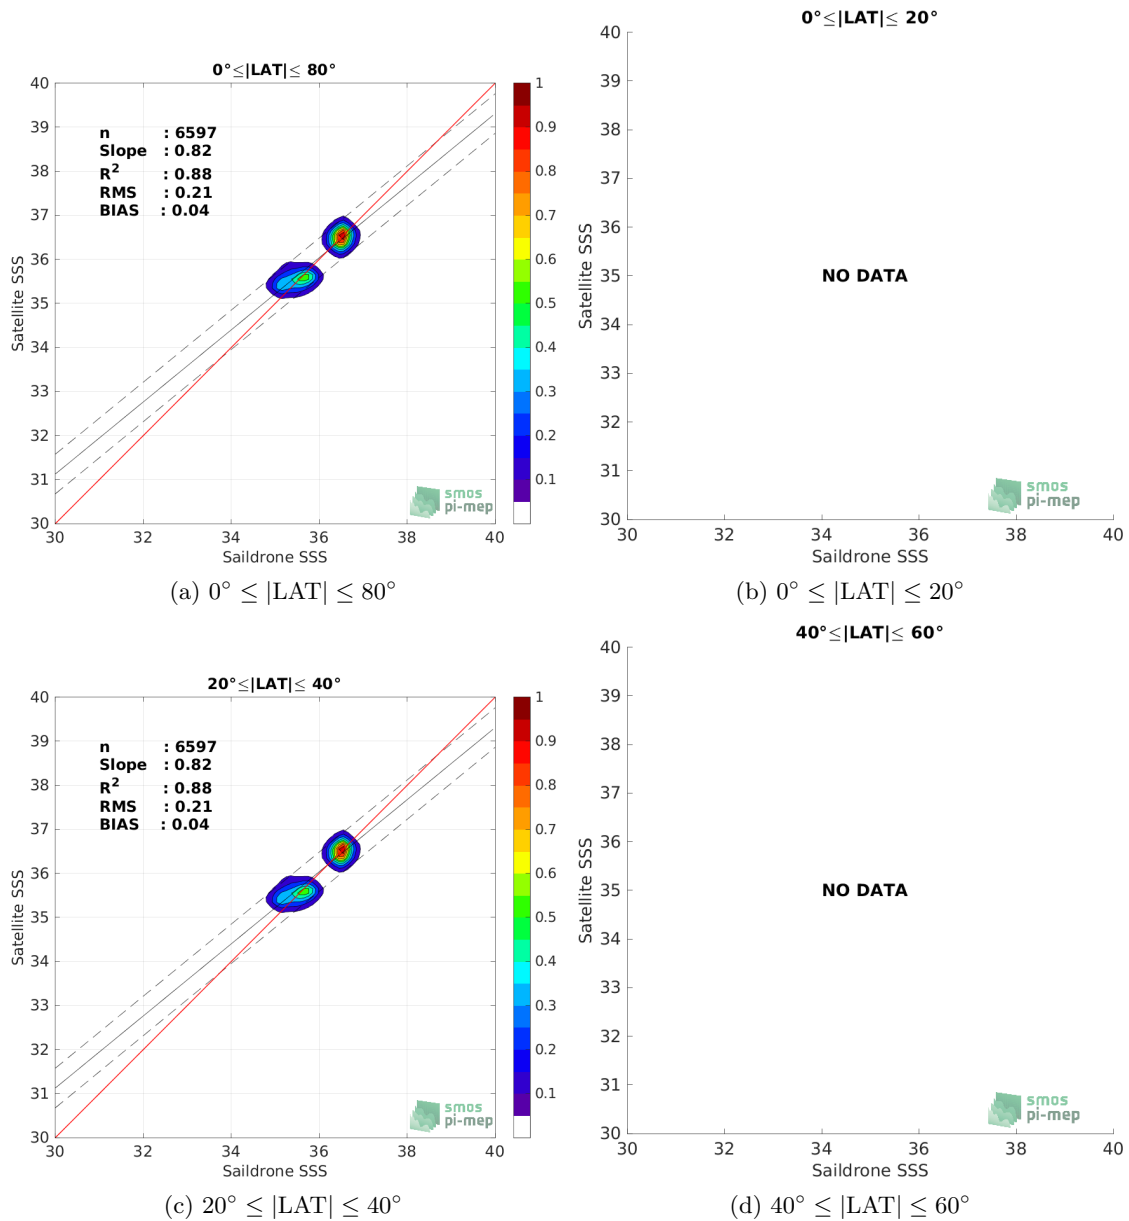 0°≤|LAT|≤ 80°
n : 6597
Slope : 0.82
R² : 0.88
RMS : 0.21
BIAS : 0.04
40
39
38
37
36
35
34
33
32
31
30
Satellite SSS
30 32 34 36 38 40
Saildrone SSS
1
0.9
0.8
0.7
0.6
0.5
0.4
0.3
0.2
0.1
smos
pi-mep
(a) 0° ≤ |LAT| ≤ 80°
0°≤|LAT|≤ 20°
40
39
38
37
36
35
34
33
32
31
30
Satellite SSS
NO DATA
30 32 34 36 38 40
Saildrone SSS
smos
pi-mep
(b) 0° ≤ |LAT| ≤ 20°
20°≤|LAT|≤ 40°
n : 6597
Slope : 0.82
R² : 0.88
RMS : 0.21
BIAS : 0.04
40
39
38
37
36
35
34
33
32
31
30
Satellite SSS
30 32 34 36 38 40
Saildrone SSS
1
0.9
0.8
0.7
0.6
0.5
0.4
0.3
0.2
0.1
smos
pi-mep
(c) 20° ≤ |LAT| ≤ 40°
40°≤|LAT|≤ 60°
40
39
38
37
36
35
34
33
32
31
30
Satellite SSS
NO DATA
30 32 34 36 38 40
Saildrone SSS
smos
pi-mep
(d) 40° ≤ |LAT| ≤ 60°